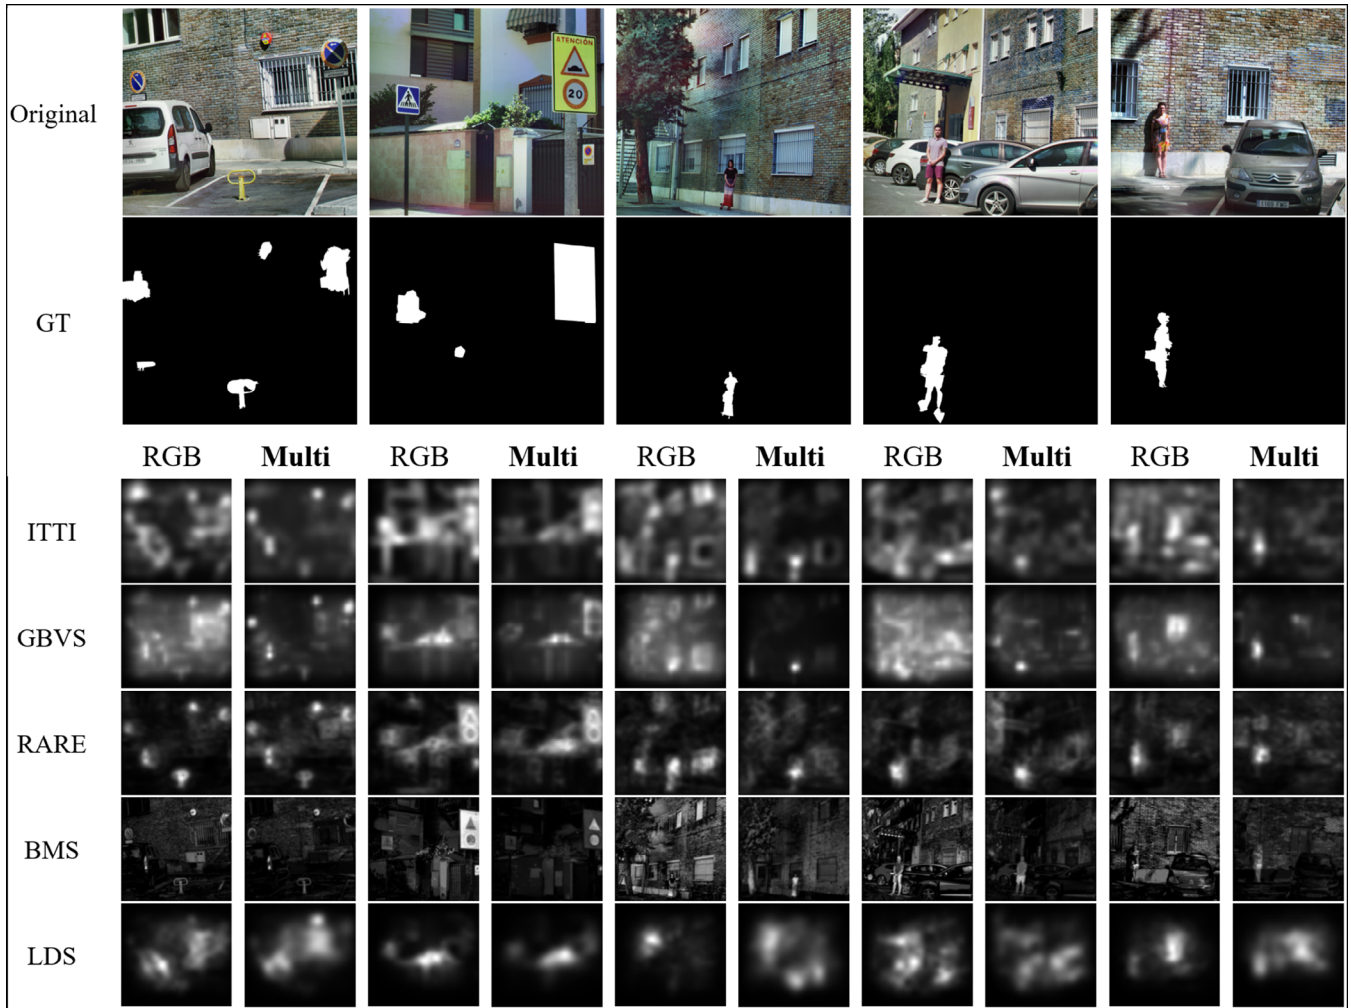 Original
ATENCIÓN
20
GT
RGB Multi RGB Multi RGB Multi RGB Multi RGB Multi
ITTI
GBVS
RARE
BMS
LDS